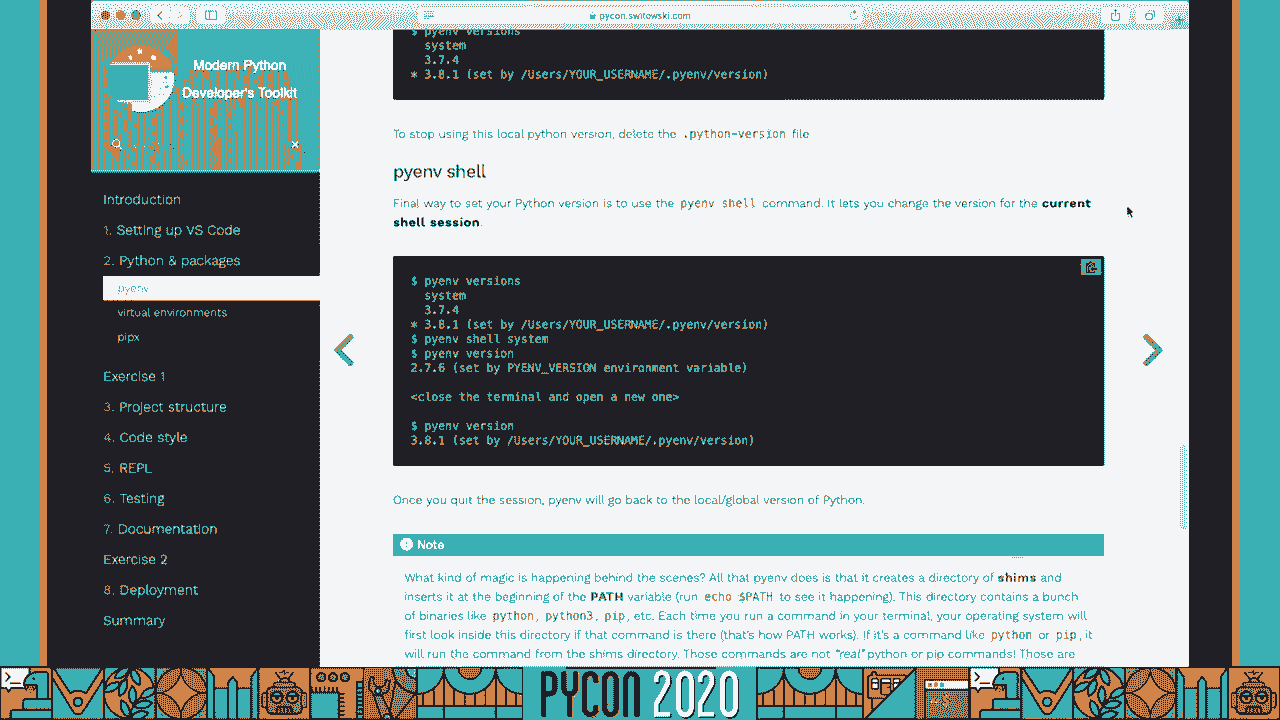 pycon.switowski.com
Modern Python
Developer's Toolkit
Introduction
1. Setting up VS Code
2. Python & packages
pyenv
virtual environments
pipx
Exercise 1
3. Project structure
4. Code style
5. REPL
6. Testing
7. Documentation
Exercise 2
8. Deployment
Summary
$ pyenv versions
system
3.7.4
* 3.8.1 (set by /Users/YOUR_USERNAME/.pyenv/version)
To stop using this local python version, delete the .python-version file
pyenv shell
Final way to set your Python version is to use the pyenv shell command. It lets you change the version for the current
shell session.
$ pyenv versions
system
3.7.4
* 3.8.1 (set by /Users/YOUR_USERNAME/.pyenv/version)
$ pyenv shell system
$ pyenv version
2.7.6 (set by PYENV_VERSION environment variable)
<close the terminal and open a new one>
$ pyenv version
3.8.1 (set by /Users/YOUR_USERNAME/.pyenv/version)
Once you quit the session, pyenv will go back to the local/global version of Python.
Note
What kind of magic is happening behind the scenes? All that pyenv does is that it creates a directory of shims and
inserts it at the beginning of the PATH variable (run echo $PATH to see it happening). This directory contains a bunch
of binaries like python, python3, pip, etc. Each time you run a command in your terminal, your operating system will
first look inside this directory if that command is there (that's how PATH works). If it's a command like python or pip, it
will run the command from the shims directory. Those commands are not "real" python or pip commands! Those are
PYCON 2020